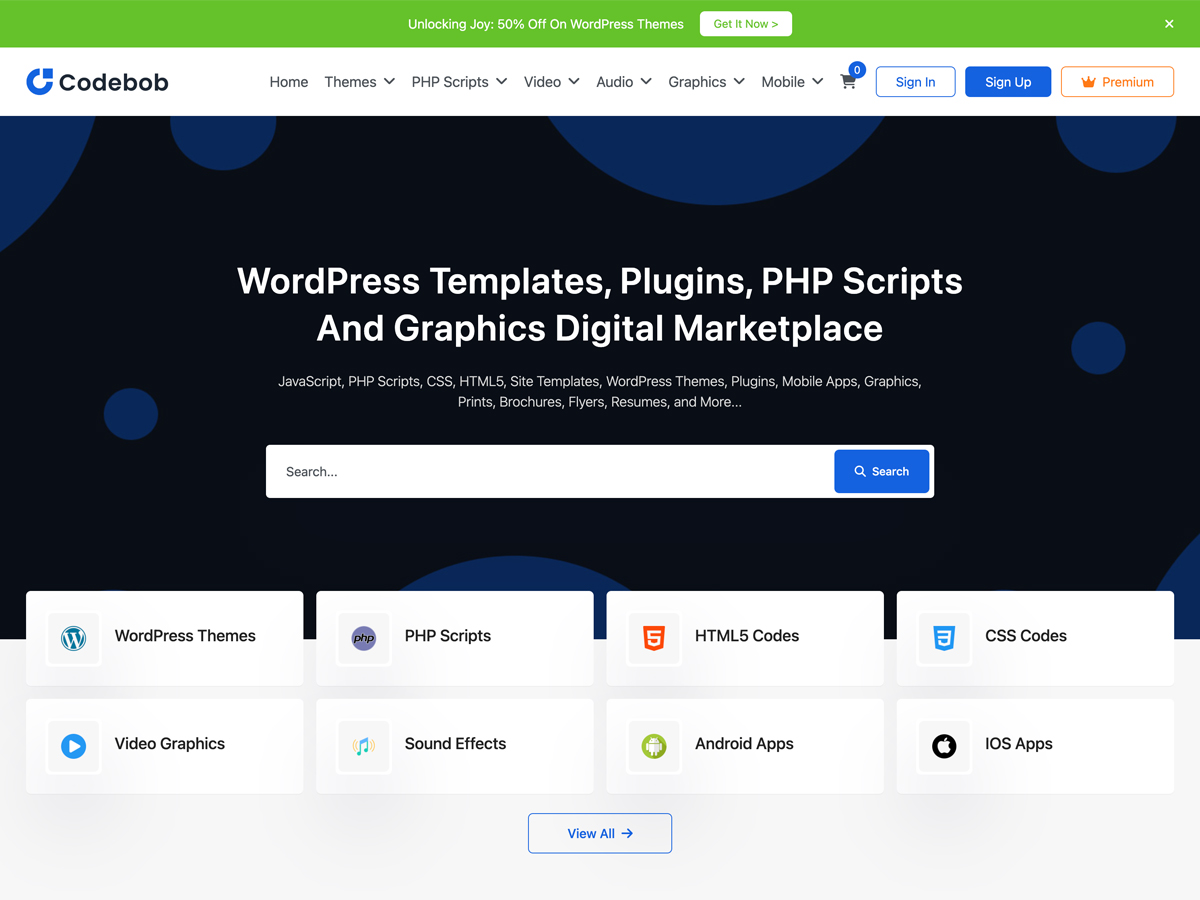 Unlocking Joy: 50% Off On WordPress Themes
Get It Now >
Codebob
Home
Themes
PHP Scripts
Video
Audio
Graphics
Mobile
0
Sign In
Sign Up
Premium
WordPress Templates, Plugins, PHP Scripts
And Graphics Digital Marketplace
JavaScript, PHP Scripts, CSS, HTML5, Site Templates, WordPress Themes, Plugins, Mobile Apps, Graphics,
Prints, Brochures, Flyers, Resumes, and More...
Search...
Search
WordPress Themes
php
PHP Scripts
HTML5 Codes
CSS Codes
Video Graphics
Sound Effects
Android Apps
IOS Apps
View All